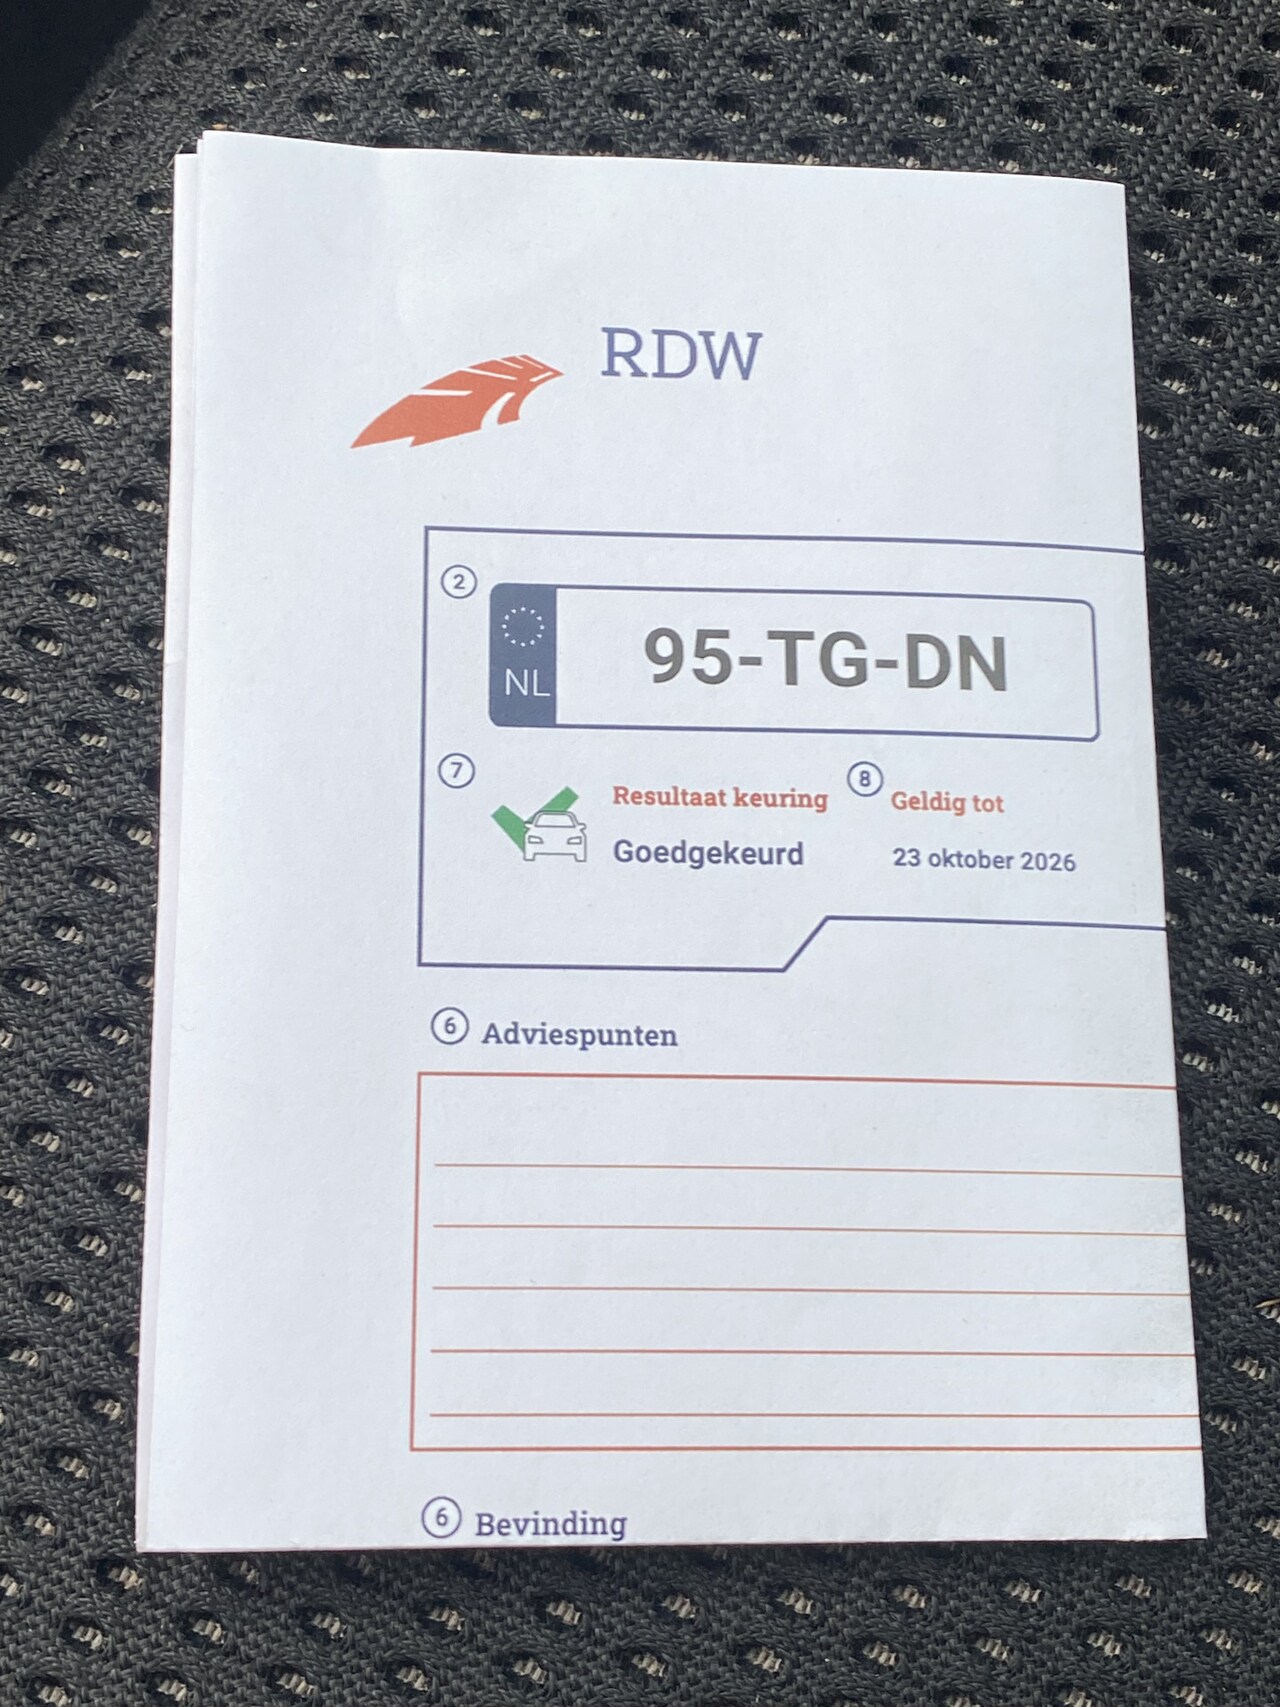 RDW
2
NL 95-TG-DN
7 Resultaat keuring 8 Geldig tot
Goedgekeurd 23 oktober 2026
6 Adviespunten
6 Bevinding